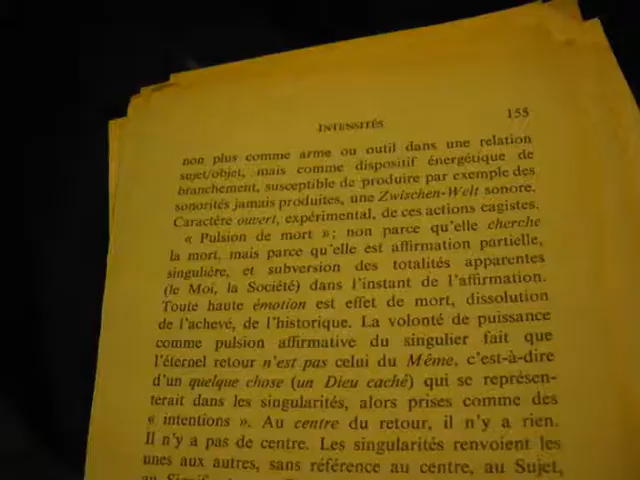 INTENSITÉS 155
non plus comme arme ou outil dans une relation
sujet/objet, mais comme dispositif énergétique de
branchement, susceptible de produire par exemple des
sonorités jamais produites, une Zwischen-Welt sonore.
Caractère ouvert, expérimental, de ces actions cagistes.
« Pulsion de mort »; non parce qu'elle cherche
la mort, mais parce qu'elle est affirmation partielle,
singulière, et subversion des totalités apparentes
(le Moi, la Société) dans l'instant de l'affirmation.
Toute haute émotion est effet de mort, dissolution
de l'achevé, de l'historique. La volonté de puissance
comme pulsion affirmative du singulier fait que
l'éternel retour n'est pas celui du Même, c'est-à-dire
d'un quelque chose (un Dieu caché) qui se représen-
terait dans les singularités, alors prises comme des
« intentions ». Au centre du retour, il n'y a rien.
Il n'y a pas de centre. Les singularités renvoient les
unes aux autres, sans référence au centre, au Sujet,